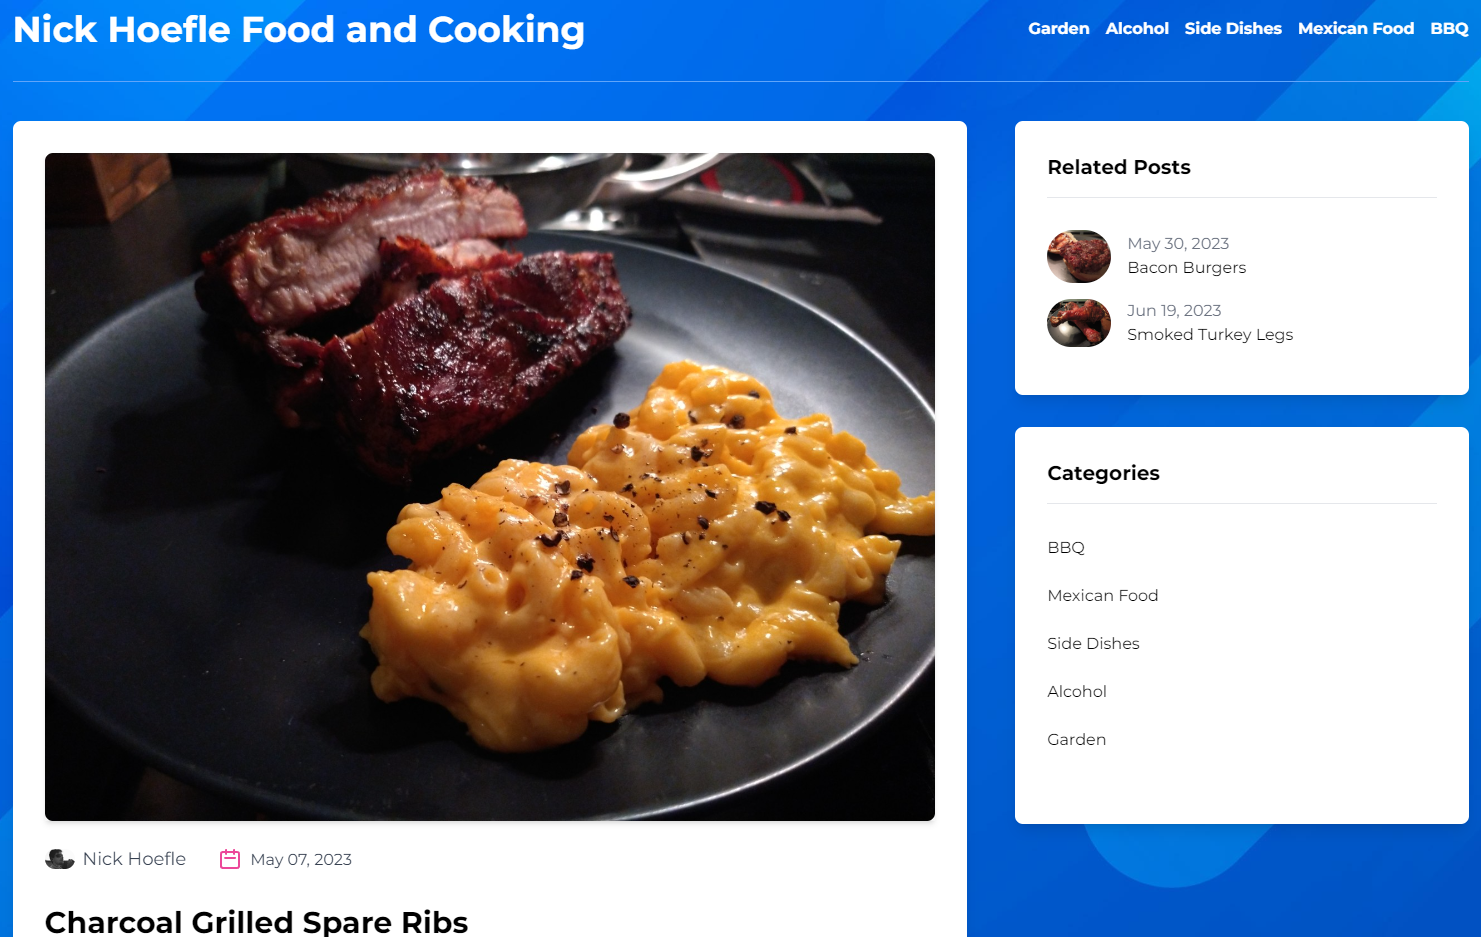 Nick Hoefle Food and Cooking
Garden Alcohol Side Dishes Mexican Food BBQ
Nick Hoefle May 07, 2023
Charcoal Grilled Spare Ribs
Related Posts
May 30, 2023
Bacon Burgers
Jun 19, 2023
Smoked Turkey Legs
Categories
BBQ
Mexican Food
Side Dishes
Alcohol
Garden